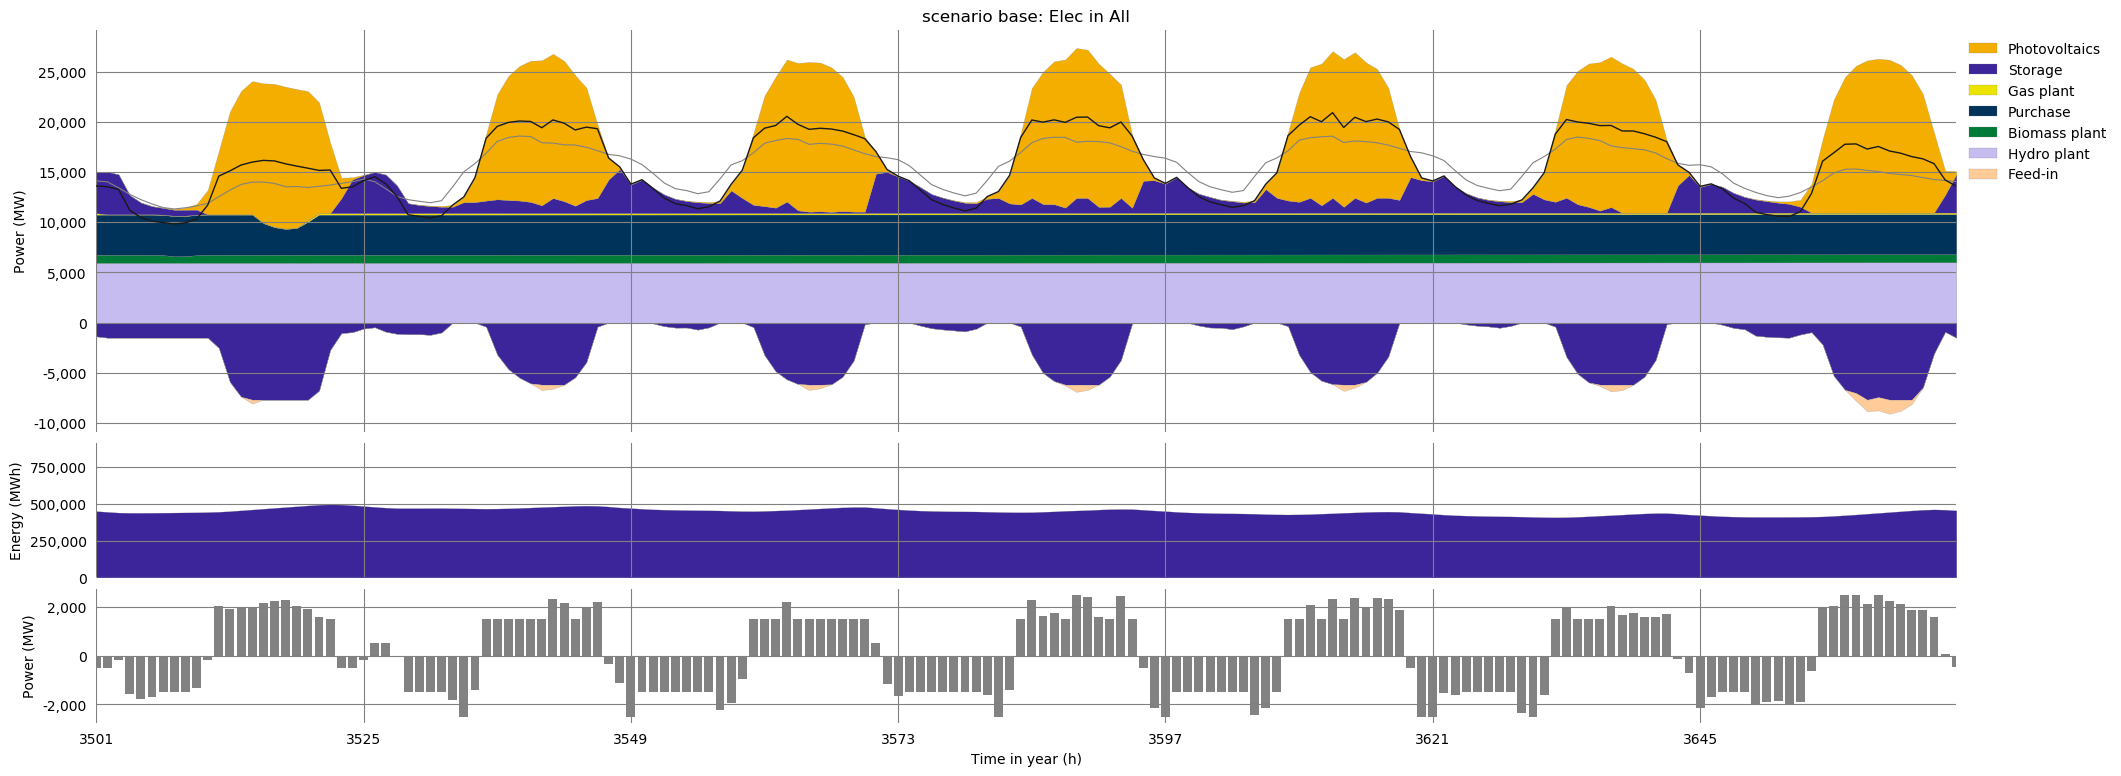 scenario base: Elec in All
Power (MW)
25,000
20,000
15,000
10,000
5,000
0
-5,000
-10,000
Photovoltaics
Storage
Gas plant
Purchase
Biomass plant
Hydro plant
Feed-in
Energy (MWh)
750,000
500,000
250,000
0
Power (MW)
2,000
0
-2,000
3501 3525 3549 3573 3597 3621 3645
Time in year (h)